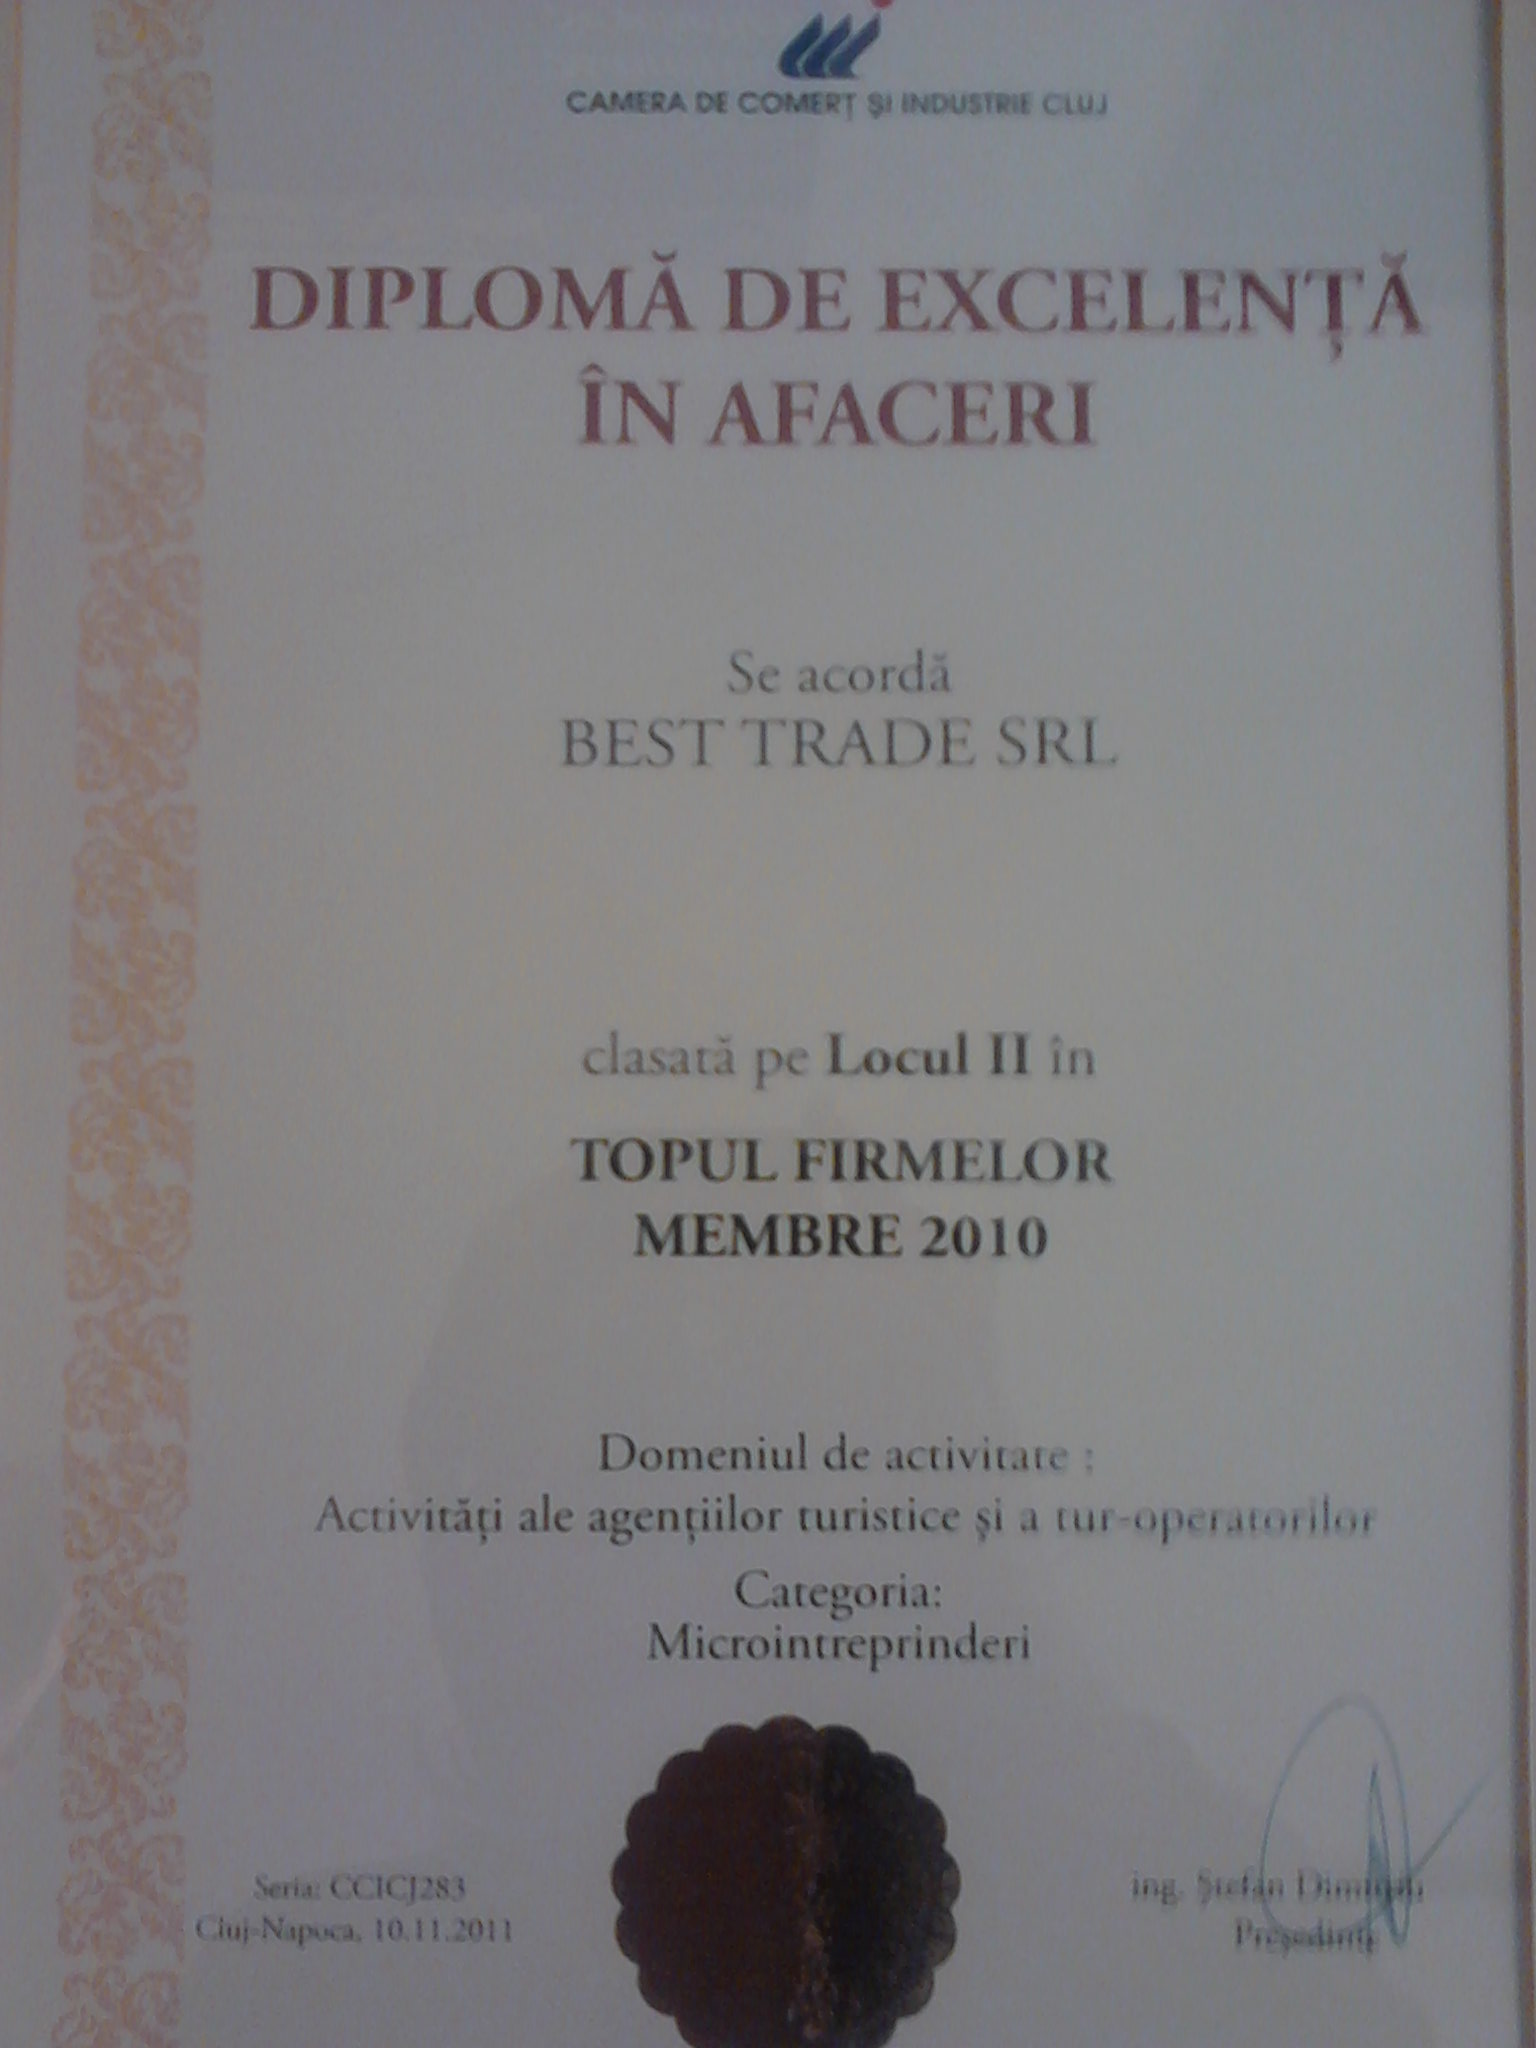 CAMERA DE COMERȚ ȘI INDUSTRIE CLUJ
DIPLOMĂ DE EXCELENȚĂ
ÎN AFACERI
Se acordă
BEST TRADE SRL
clasată pe Locul II în
TOPUL FIRMELOR
MEMBRE 2010
Domeniul de activitate :
Activități ale agențiilor turistice și a tur-operatorilor
Categoria:
Microintreprinderi
Seria: CCICJ283
Cluj-Napoca, 10.11.2011
ing. Ștefan
Președinte